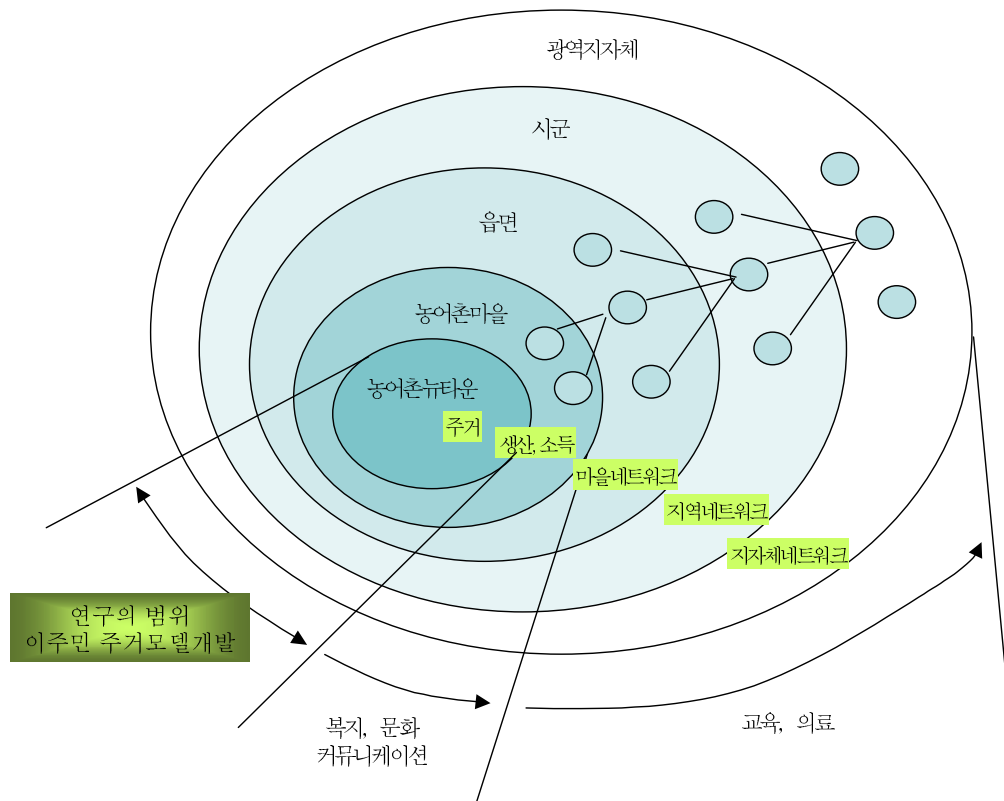 광역지자체
시군
읍면
농어촌마을
농어촌뉴타운
주거
생산, 소득
마을네트워크
지역네트워크
지자체네트워크
연구의 범위
이주민 주거모델개발
복지, 문화
커뮤니케이션
교육, 의료